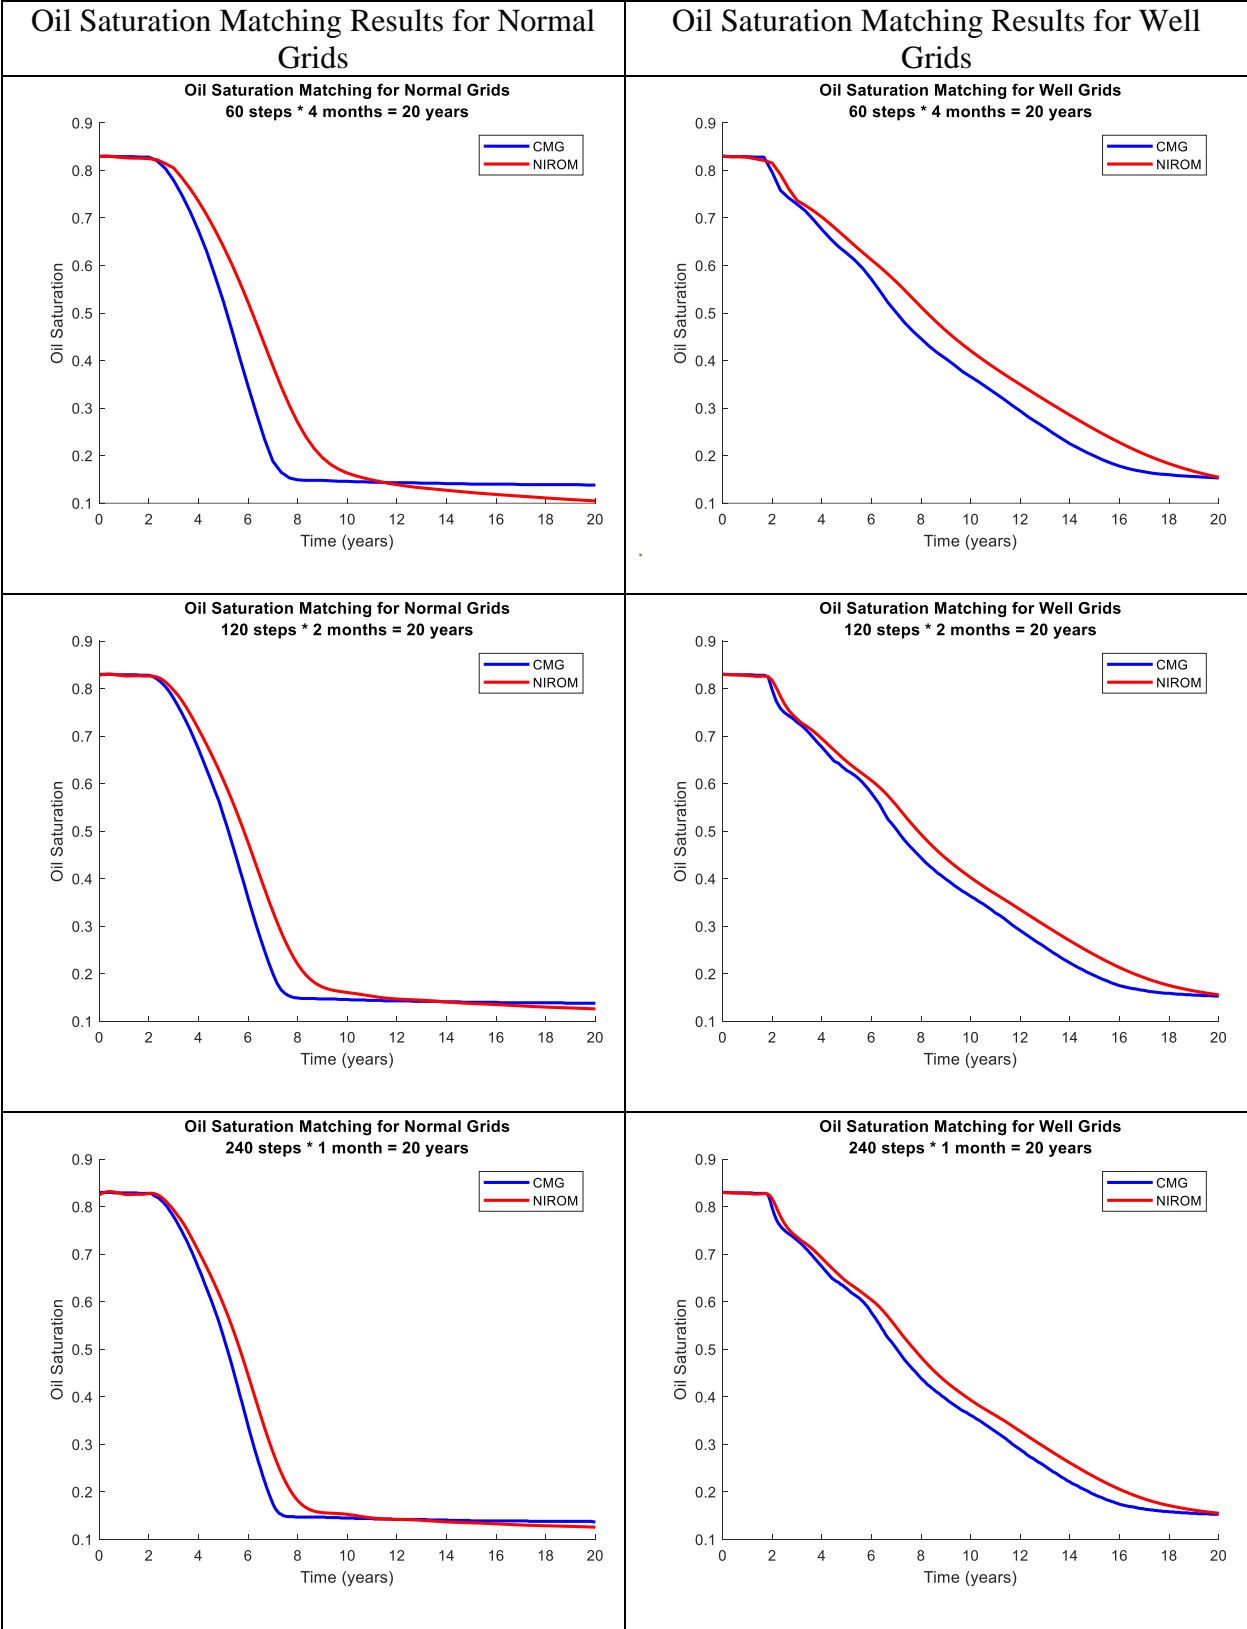 Oil Saturation Matching Results for Normal
Grids
Oil Saturation Matching Results for Well
Grids
Oil Saturation Matching for Normal Grids
60 steps * 4 months = 20 years
CMG
NIROM
0.9
0.8
0.7
0.6
0.5
0.4
0.3
0.2
0.1
Oil Saturation
0 2 4 6 8 10 12 14 16 18 20
Time (years)
Oil Saturation Matching for Well Grids
60 steps * 4 months = 20 years
CMG
NIROM
0.9
0.8
0.7
0.6
0.5
0.4
0.3
0.2
0.1
Oil Saturation
0 2 4 6 8 10 12 14 16 18 20
Time (years)
Oil Saturation Matching for Normal Grids
120 steps * 2 months = 20 years
CMG
NIROM
0.9
0.8
0.7
0.6
0.5
0.4
0.3
0.2
0.1
Oil Saturation
0 2 4 6 8 10 12 14 16 18 20
Time (years)
Oil Saturation Matching for Well Grids
120 steps * 2 months = 20 years
CMG
NIROM
0.9
0.8
0.7
0.6
0.5
0.4
0.3
0.2
0.1
Oil Saturation
0 2 4 6 8 10 12 14 16 18 20
Time (years)
Oil Saturation Matching for Normal Grids
240 steps * 1 month = 20 years
CMG
NIROM
0.9
0.8
0.7
0.6
0.5
0.4
0.3
0.2
0.1
Oil Saturation
0 2 4 6 8 10 12 14 16 18 20
Time (years)
Oil Saturation Matching for Well Grids
240 steps * 1 month = 20 years
CMG
NIROM
0.9
0.8
0.7
0.6
0.5
0.4
0.3
0.2
0.1
Oil Saturation
0 2 4 6 8 10 12 14 16 18 20
Time (years)